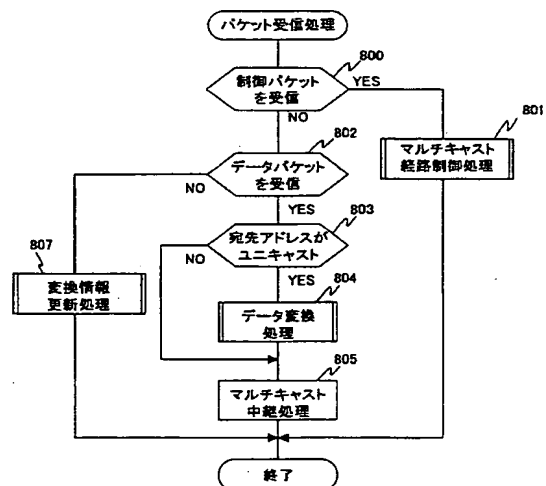 パケット受信処理
800
制御パケット
を受信
YES
NO
801
マルチキャスト
経路制御処理
802
データパケット
を受信
NO
YES
803
宛先アドレスが
ユニキャスト
NO
YES
807
変換情報
更新処理
804
データ変換
処理
805
マルチキャスト
中継処理
終了